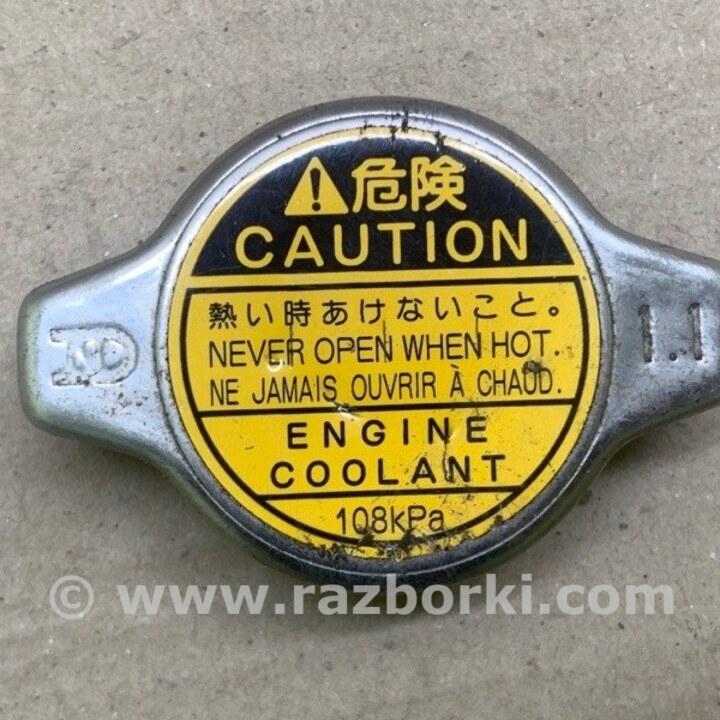 危険
CAUTION
熱い時あけないこと。
NEVER OPEN WHEN HOT.
NE JAMAIS OUVRIR À CHAUD.
ENGINE
COOLANT
108kPa
1.1
© www.razborki.com